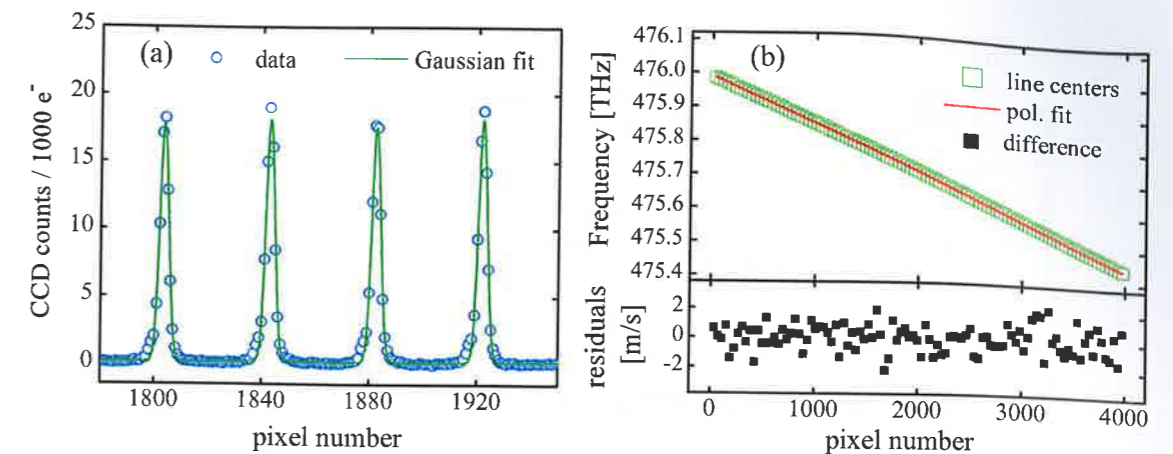 25
20
15
10
5
0
CCD counts / 1000 e⁻
(a)
data
Gaussian fit
1800
1840
1880
1920
pixel number
476.1
476.0
475.9
475.8
475.7
475.6
475.5
475.4
Frequency [THz]
(b)
line centers
pol. fit
difference
2
0
-2
residuals
[m/s]
0
1000
2000
3000
4000
pixel number